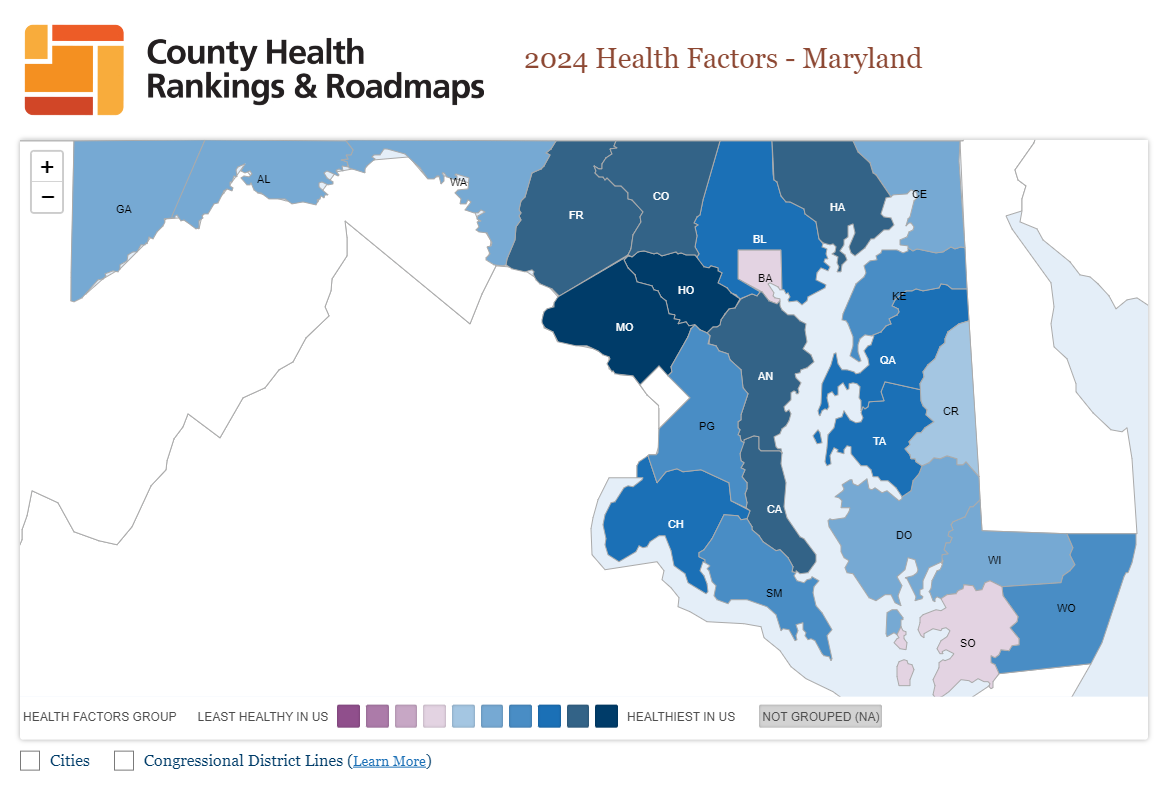 County Health
Rankings & Roadmaps
2024 Health Factors - Maryland
+
−
GA
AL
WA
FR
CO
HA
CE
BL
BA
HO
MO
KE
QA
AN
CR
PG
TA
CA
CH
DO
WI
SM
WO
SO
HEALTH FACTORS GROUP LEAST HEALTHY IN US HEALTHIEST IN US NOT GROUPED (NA)
Cities Congressional District Lines (Learn More)